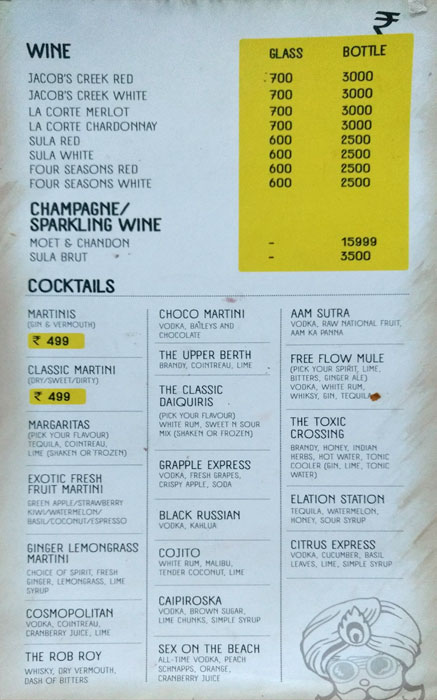 ₹
WINE GLASS BOTTLE
JACOB'S CREEK RED 700 3000
JACOB'S CREEK WHITE 700 3000
LA CORTE MERLOT 700 3000
LA CORTE CHARDONNAY 700 3000
SULA RED 600 2500
SULA WHITE 600 2500
FOUR SEASONS RED 600 2500
FOUR SEASONS WHITE 600 2500
CHAMPAGNE/
SPARKLING WINE
MOET & CHANDON - 15999
SULA BRUT - 3500
COCKTAILS
MARTINIS
(GIN & VERMOUTH)
₹ 499
CLASSIC MARTINI
(DRY/SWEET/DIRTY)
₹ 499
MARGARITAS
(PICK YOUR FLAVOUR)
TEQUILA, COINTREAU,
LIME (SHAKEN OR FROZEN)
EXOTIC FRESH
FRUIT MARTINI
GREEN APPLE/STRAWBERRY
KIWI/WATERMELON/
BASIL/COCONUT/ESPRESSO
GINGER LEMONGRASS
MARTINI
CHOICE OF SPIRIT, FRESH
GINGER, LEMONGRASS, LIME
SYRUP
COSMOPOLITAN
VODKA, COINTREAU,
CRANBERRY JUICE, LIME
THE ROB ROY
WHISKY, DRY VERMOUTH,
DASH OF BITTERS
CHOCO MARTINI
VODKA, BAILEYS AND
CHOCOLATE
THE UPPER BERTH
BRANDY, COINTREAU, LIME
THE CLASSIC
DAIQUIRIS
(PICK YOUR FLAVOUR)
WHITE RUM, SWEET N SOUR
MIX (SHAKEN OR FROZEN)
GRAPPLE EXPRESS
VODKA, FRESH GRAPES,
CRISPY APPLE, SODA
BLACK RUSSIAN
VODKA, KAHLUA
COJITO
WHITE RUM, MALIBU,
TENDER COCONUT, LIME
CAIPIROSKA
VODKA, BROWN SUGAR,
LIME CHUNKS, SIMPLE SYRUP
SEX ON THE BEACH
ALL-TIME VODKA, PEACH
SCHNAPPS, ORANGE,
CRANBERRY JUICE
AAM SUTRA
VODKA, RAW NATIONAL FRUIT,
AAM KA PANNA
FREE FLOW MULE
(PICK YOUR SPIRIT, LIME,
BITTERS, GINGER ALE)
VODKA, WHITE RUM,
WHIKSY, GIN, TEQUILA
THE TOXIC
CROSSING
BRANDY, HONEY, INDIAN
HERBS, HOT WATER, TONIC
COOLER (GIN, LIME, TONIC
WATER)
ELATION STATION
TEQUILA, WATERMELON,
HONEY, SOUR SYRUP
CITRUS EXPRESS
VODKA, CUCUMBER, BASIL
LEAVES, LIME, SIMPLE SYRUP